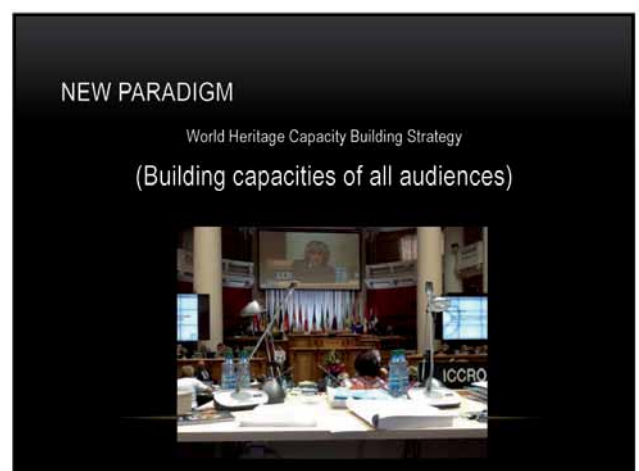 NEW PARADIGM
World Heritage Capacity Building Strategy
(Building capacities of all audiences)
ICCRO